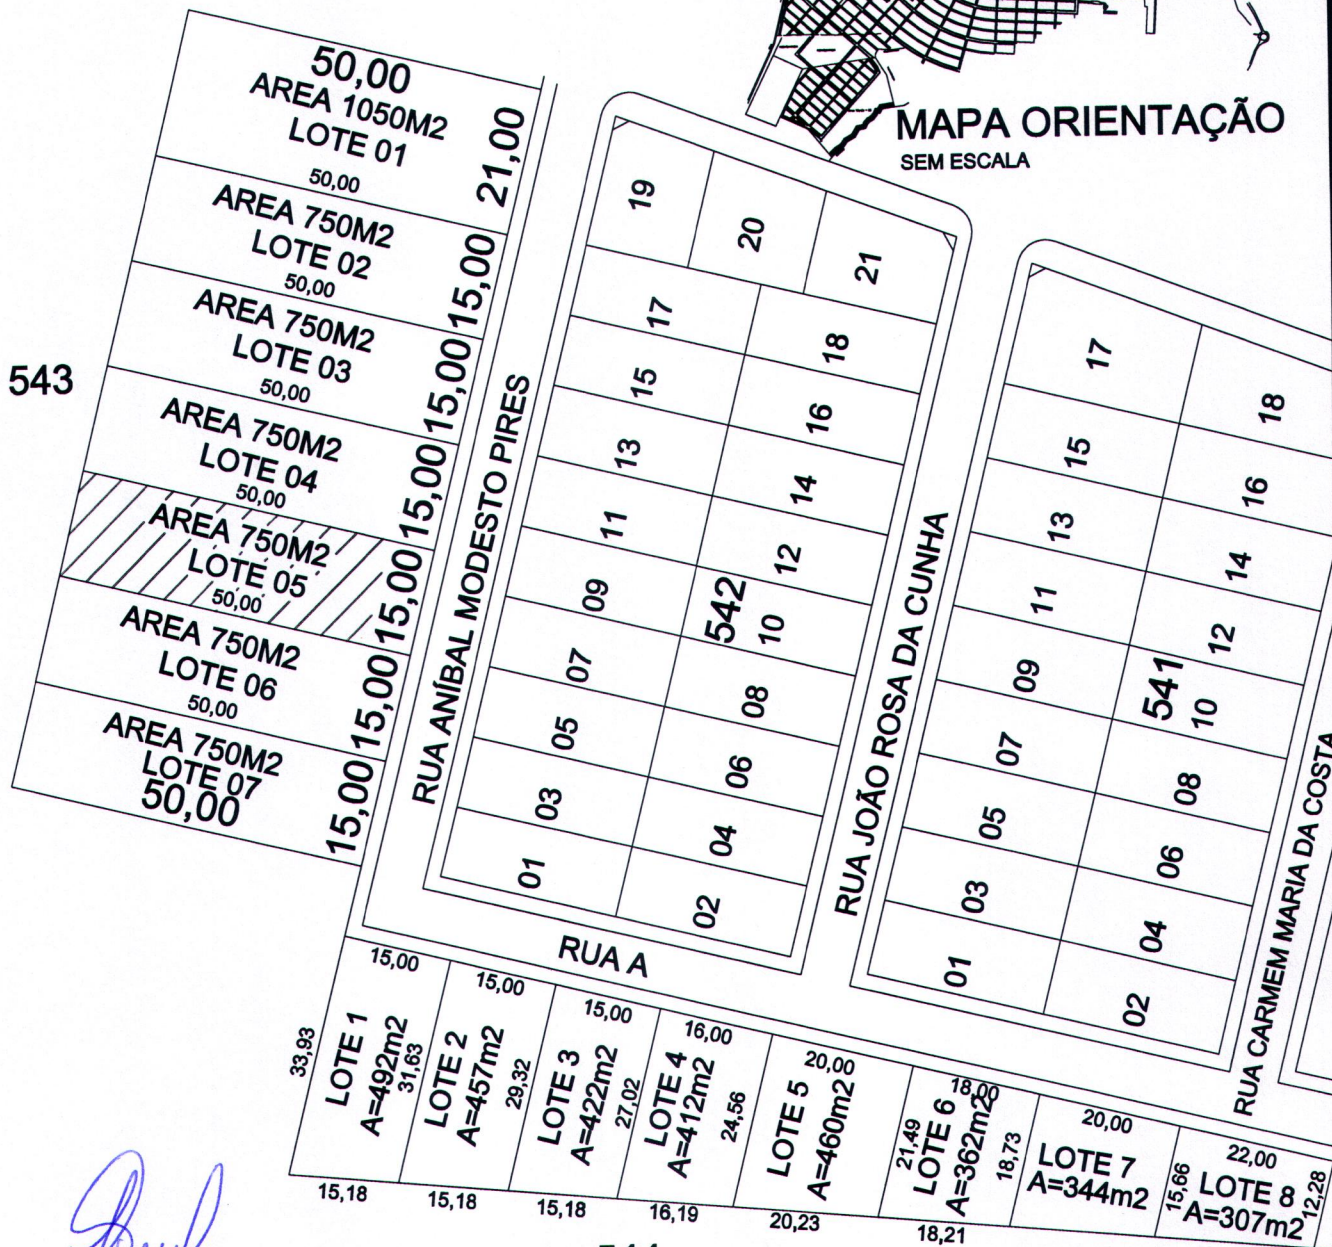 MAPA ORIENTAÇÃO
SEM ESCALA
543
50,00
AREA 1050M2
LOTE 01
21,00
50,00
AREA 750M2
LOTE 02
15,00
50,00
AREA 750M2
LOTE 03
15,00
50,00
AREA 750M2
LOTE 04
15,00
50,00
AREA 750M2
LOTE 05
15,00
50,00
AREA 750M2
LOTE 06
15,00
50,00
AREA 750M2
LOTE 07
15,00
50,00
RUA ANÍBAL MODESTO PIRES
19
20
21
17
18
15
16
13
14
11
12
09
542
10
07
08
05
06
03
04
01
02
RUA JOÃO ROSA DA CUNHA
17
18
15
16
13
14
11
12
09
541
10
07
08
05
06
03
04
01
02
RUA CARMEM MARIA DA COSTA
RUA A
15,00
33,93
LOTE 1
A=492m2
31,63
15,18
15,00
LOTE 2
A=457m2
29,32
15,18
15,00
LOTE 3
A=422m2
27,02
15,18
16,00
LOTE 4
A=412m2
24,56
16,19
20,00
LOTE 5
A=460m2
20,23
18,00
21,49
LOTE 6
A=362m2
18,73
18,21
20,00
LOTE 7
A=344m2
15,66
22,00
LOTE 8
A=307m2
12,28